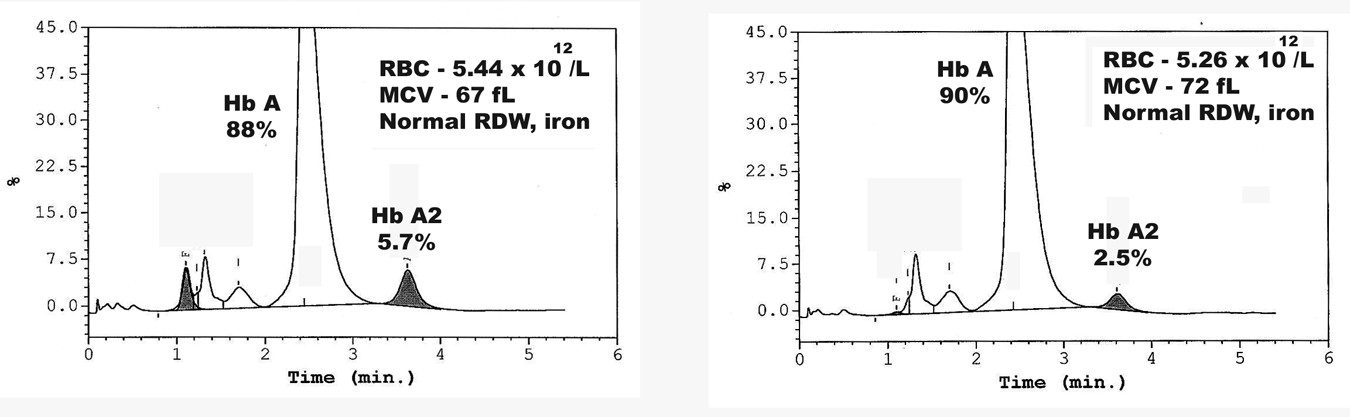 45.0
37.5
30.0
22.5
15.0
7.5
0.0
%
Hb A
88%
12
RBC - 5.44 x 10 /L
MCV - 67 fL
Normal RDW, iron
Hb A2
5.7%
0 1 2 3 4 5 6
Time (min.)
45.0
37.5
30.0
22.5
15.0
7.5
0.0
%
Hb A
90%
12
RBC - 5.26 x 10 /L
MCV - 72 fL
Normal RDW, iron
Hb A2
2.5%
0 1 2 3 4 5 6
Time (min.)